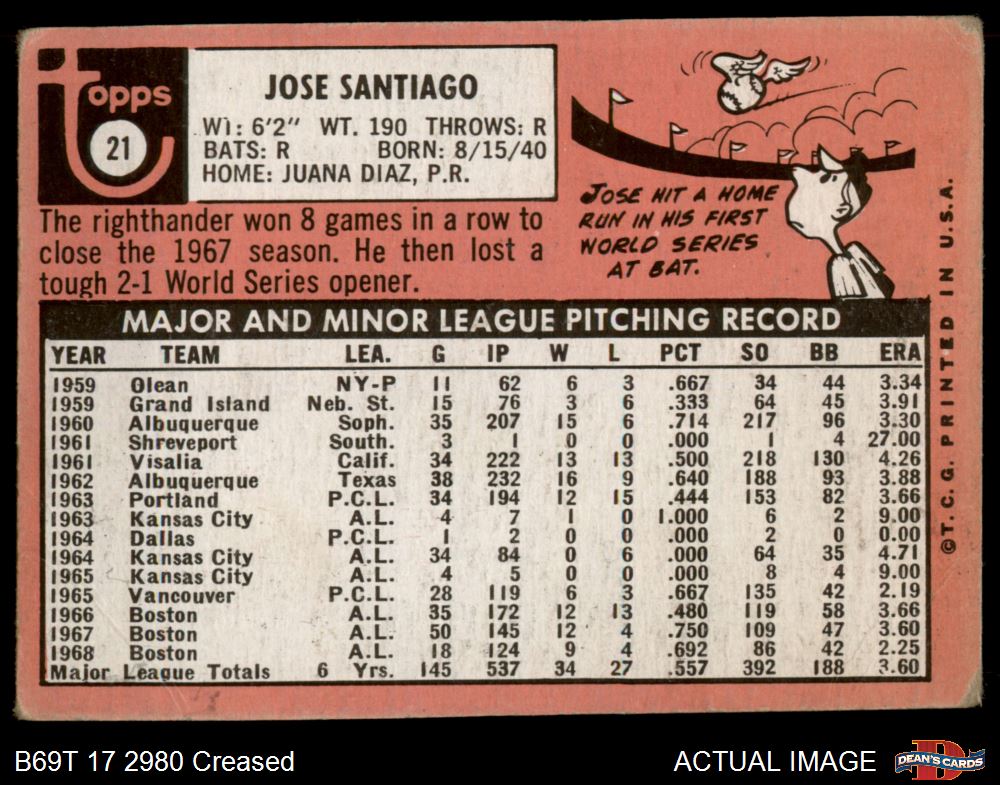 Topps
21
JOSE SANTIAGO
WT: 6'2" WT. 190 THROWS: R
BATS: R BORN: 8/15/40
HOME: JUANA DIAZ, P.R.
The righthander won 8 games in a row to
close the 1967 season. He then lost a
tough 2-1 World Series opener.
JOSE HIT A HOME
RUN IN HIS FIRST
WORLD SERIES
AT BAT.
MAJOR AND MINOR LEAGUE PITCHING RECORD
YEAR TEAM LEA. G IP W L PCT SO BB ERA
1959 Olean NY-P 11 62 6 3 .667 34 44 3.34
1959 Grand Island Neb. St. 15 76 3 6 .333 64 45 3.91
1960 Albuquerque Soph. 35 207 15 6 .714 217 96 3.30
1961 Shreveport South. 3 1 0 0 .000 1 4 27.00
1961 Visalia Calif. 34 222 13 13 .500 218 130 4.26
1962 Albuquerque Texas 38 232 16 9 .640 188 93 3.88
1963 Portland P.C.L. 34 194 12 15 .444 153 82 3.66
1963 Kansas City A.L. 4 7 1 0 1.000 6 2 9.00
1964 Dallas P.C.L. 1 2 0 0 .000 2 0 0.00
1964 Kansas City A.L. 34 84 0 6 .000 64 35 4.71
1965 Kansas City A.L. 4 5 0 0 .000 8 4 9.00
1965 Vancouver P.C.L. 28 119 6 3 .667 135 42 2.19
1966 Boston A.L. 35 172 12 13 .480 119 58 3.66
1967 Boston A.L. 50 145 12 4 .750 109 47 3.60
1968 Boston A.L. 18 124 9 4 .692 86 42 2.25
Major League Totals 6 Yrs. 145 537 34 27 .557 392 188 3.60
©T.C.G. PRINTED IN U.S.A.
B69T 17 2980 Creased
ACTUAL IMAGE
DEAN'S CARDS